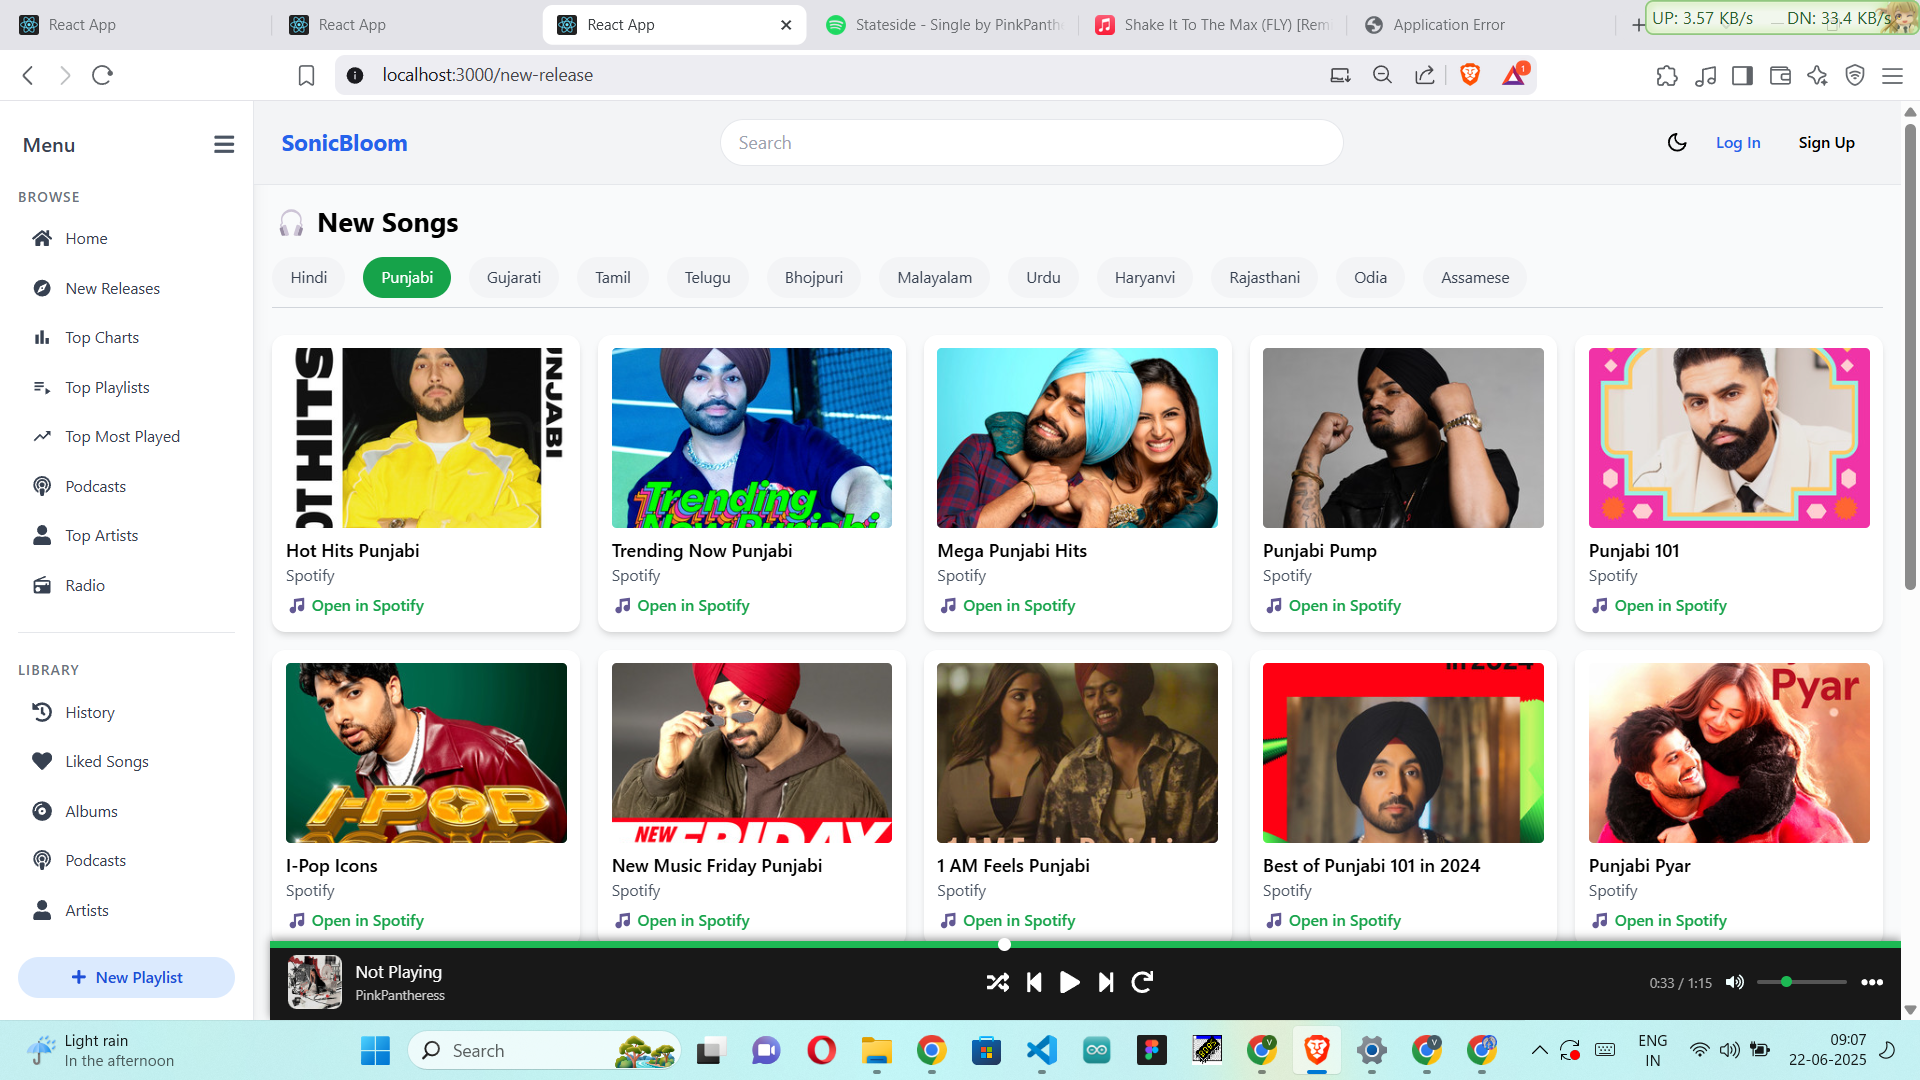 React App
React App
React App
Stateside - Single by PinkPanthe
Shake It To The Max (FLY) [Rem
Application Error
UP: 3.57 KB/s DN: 33.4 KB/s
localhost:3000/new-release
1
Menu
BROWSE
Home
New Releases
Top Charts
Top Playlists
Top Most Played
Podcasts
Top Artists
Radio
LIBRARY
History
Liked Songs
Albums
Podcasts
Artists
New Playlist
SonicBloom
Search
Log In
Sign Up
New Songs
Hindi
Punjabi
Gujarati
Tamil
Telugu
Bhojpuri
Malayalam
Urdu
Haryanvi
Rajasthani
Odia
Assamese
OT HITS
UNJABI
Hot Hits Punjabi
Spotify
Open in Spotify
Trending
Now Punjabi
Trending Now Punjabi
Spotify
Open in Spotify
Mega Punjabi Hits
Spotify
Open in Spotify
Punjabi Pump
Spotify
Open in Spotify
Punjabi 101
Spotify
Open in Spotify
I-POP
ICONS
I-Pop Icons
Spotify
Open in Spotify
NEW FRIDAY
New Music Friday Punjabi
Spotify
Open in Spotify
1 AM Feels Punjabi
1 AM Feels Punjabi
Spotify
Open in Spotify
in 2024
Best of Punjabi 101 in 2024
Spotify
Open in Spotify
Pyar
Punjabi Pyar
Spotify
Open in Spotify
Not Playing
PinkPantheress
0:33 / 1:15
Light rain
In the afternoon
Search
V
V
ENG
IN
09:07
22-06-2025